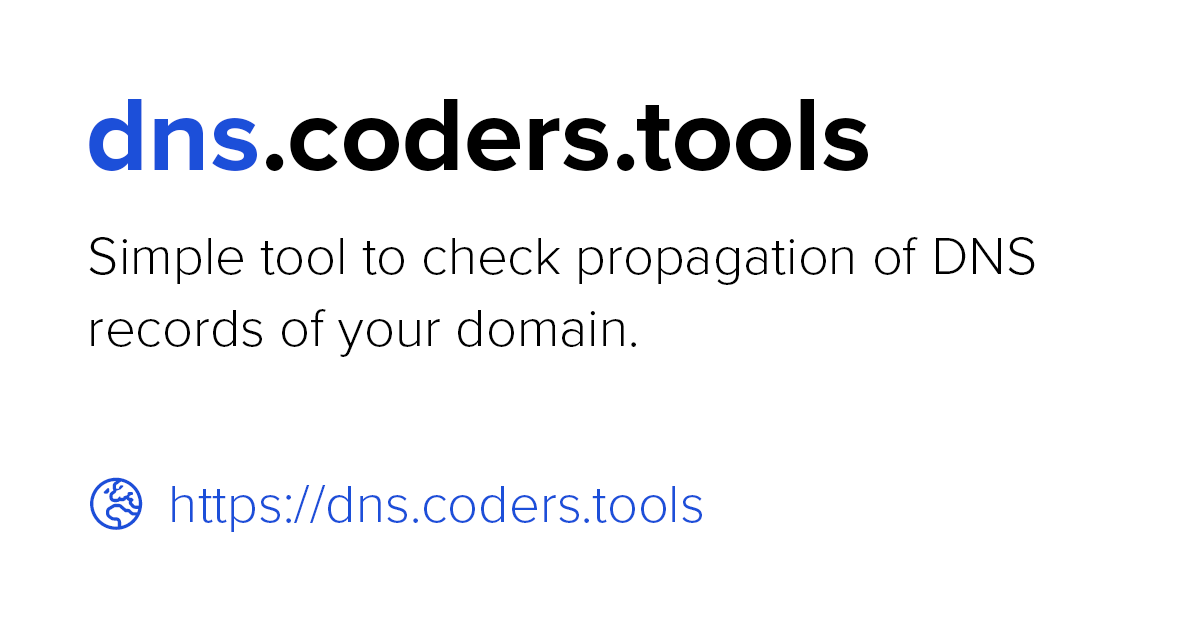 dns.coders.tools
Simple tool to check propagation of DNS
records of your domain.
https://dns.coders.tools